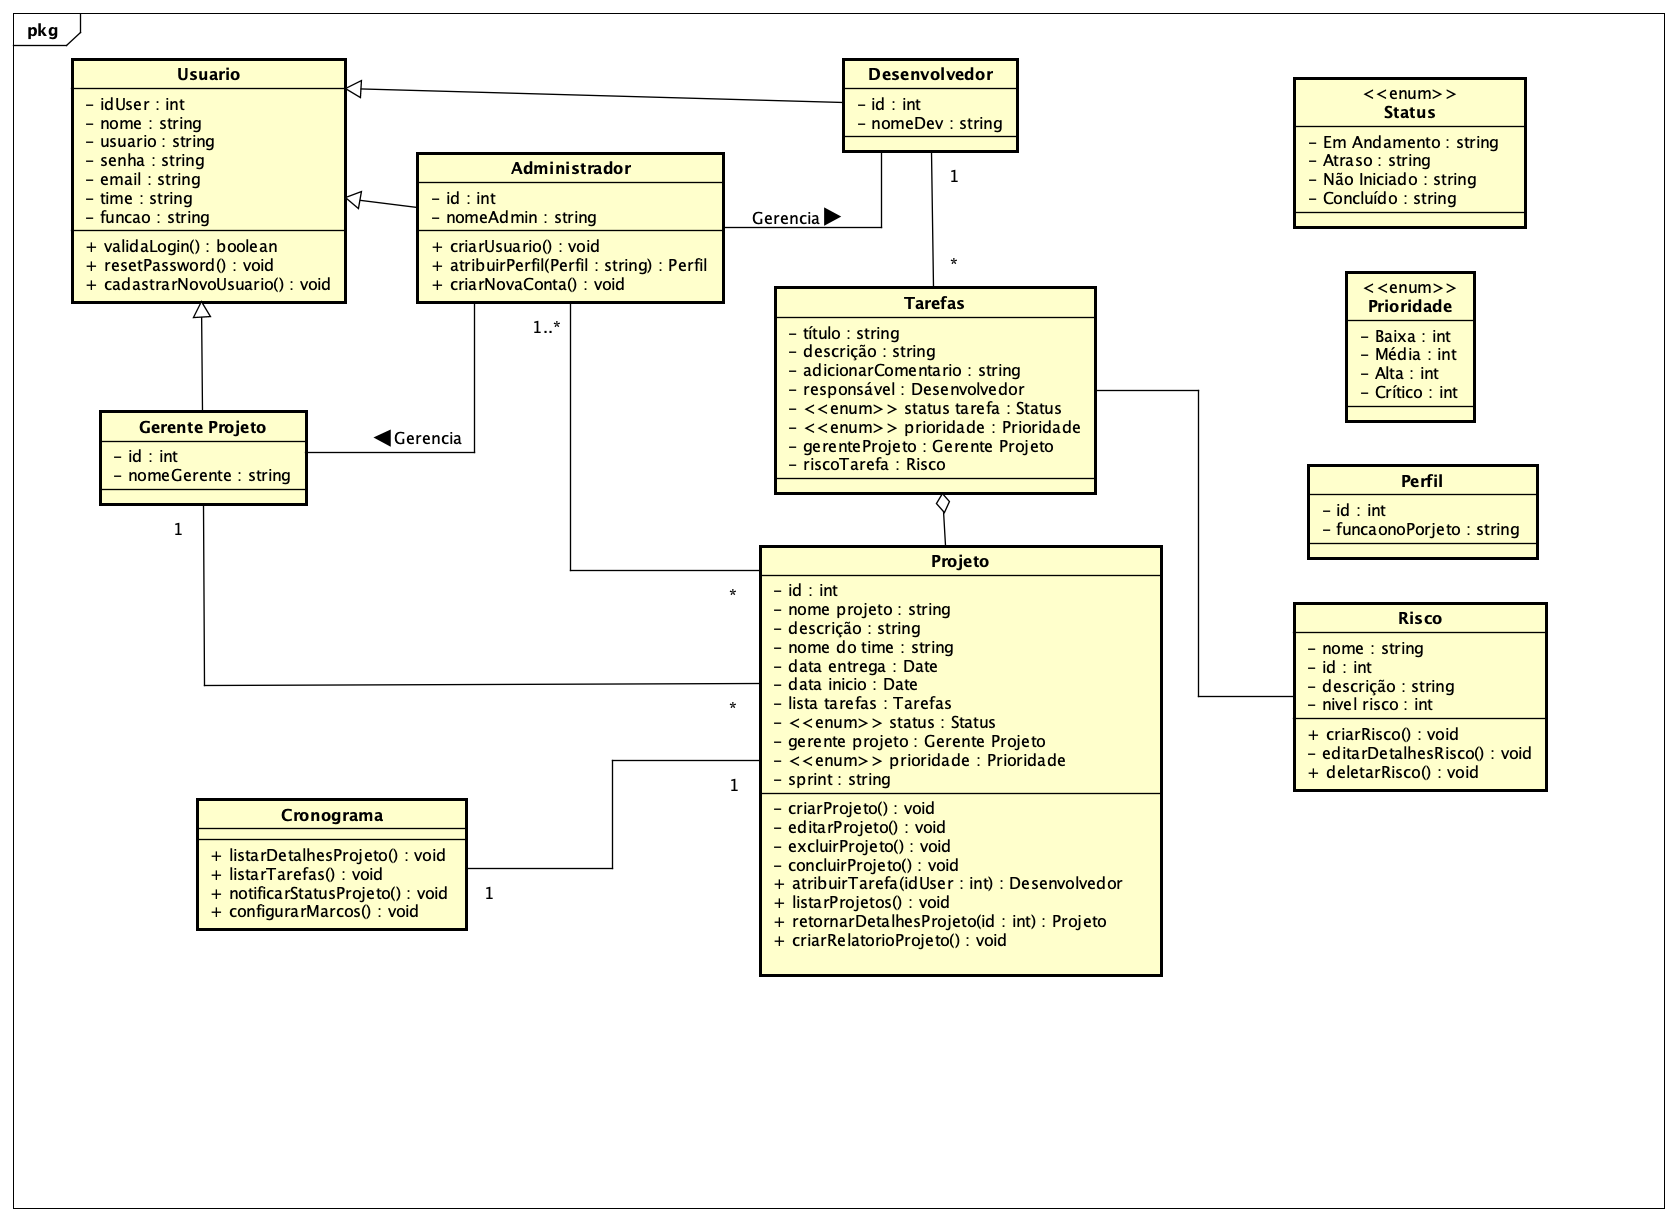 pkg
Usuario
- idUser : int
- nome : string
- usuario : string
- senha : string
- email : string
- time : string
- funcao : string
+ validaLogin() : boolean
+ resetPassword() : void
+ cadastrarNovoUsuario() : void
Administrador
- id : int
- nomeAdmin : string
+ criarUsuario() : void
+ atribuirPerfil(Perfil : string) : Perfil
+ criarNovaConta() : void
Desenvolvedor
- id : int
- nomeDev : string
Gerencia
1
*
1..*
Tarefas
- título : string
- descrição : string
- adicionarComentario : string
- responsável : Desenvolvedor
- <<enum>> status tarefa : Status
- <<enum>> prioridade : Prioridade
- gerenteProjeto : Gerente Projeto
- riscoTarefa : Risco
Gerente Projeto
- id : int
- nomeGerente : string
Gerencia
1
*
*
1
1
Projeto
- id : int
- nome projeto : string
- descrição : string
- nome do time : string
- data entrega : Date
- data inicio : Date
- lista tarefas : Tarefas
- <<enum>> status : Status
- gerente projeto : Gerente Projeto
- <<enum>> prioridade : Prioridade
- sprint : string
- criarProjeto() : void
- editarProjeto() : void
- excluirProjeto() : void
- concluirProjeto() : void
+ atribuirTarefa(idUser : int) : Desenvolvedor
+ listarProjetos() : void
+ retornarDetalhesProjeto(id : int) : Projeto
+ criarRelatorioProjeto() : void
Cronograma
+ listarDetalhesProjeto() : void
+ listarTarefas() : void
+ notificarStatusProjeto() : void
+ configurarMarcos() : void
<<enum>>
Status
- Em Andamento : string
- Atraso : string
- Não Iniciado : string
- Concluído : string
<<enum>>
Prioridade
- Baixa : int
- Média : int
- Alta : int
- Crítico : int
Perfil
- id : int
- funcaonoPorjeto : string
Risco
- nome : string
- id : int
- descrição : string
- nivel risco : int
+ criarRisco() : void
- editarDetalhesRisco() : void
+ deletarRisco() : void